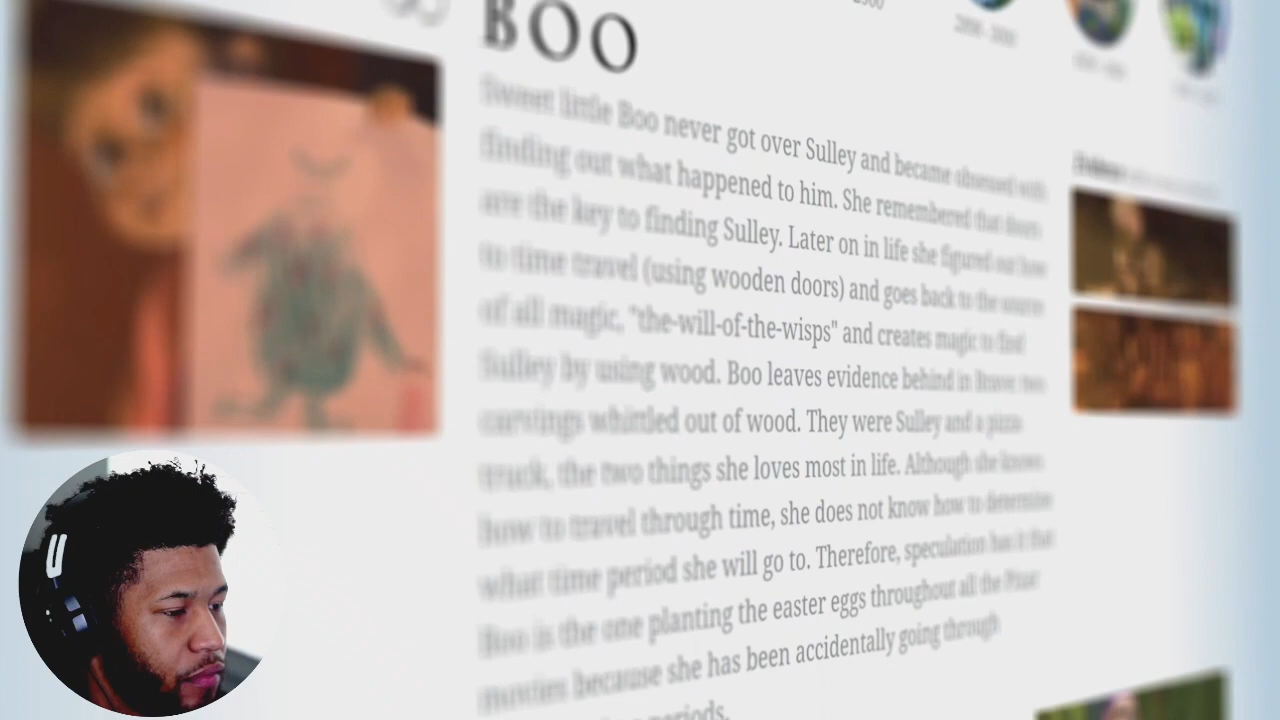 BOO
Sweet little Boo never got over Sulley and became obsessed with
finding out what happened to him. She remembered that doors
are the key to finding Sulley. Later on in life she figured out how
to time travel (using wooden doors) and goes back to the source
of all magic, "the-will-of-the-wisps" and creates magic to find
Sulley by using wood. Boo leaves evidence behind in Brave two
carvings whittled out of wood. They were Sulley and a pizza
truck, the two things she loves most in life. Although she knows
how to travel through time, she does not know how to determine
what time period she will go to. Therefore, speculation has it that
Boo is the one planting the easter eggs throughout all the Pixar
movies because she has been accidentally going through
periods.